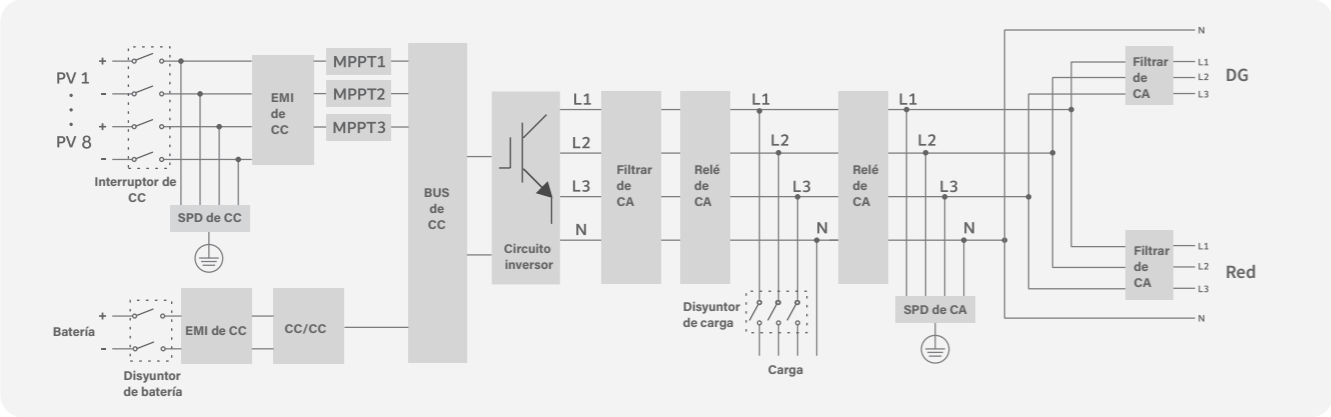 PV 1
PV 8
+
-
+
-
Interruptor de
CC
SPD de CC
EMI
de
CC
MPPT1
MPPT2
MPPT3
Batería
+
-
Disyuntor
de batería
EMI de CC
CC/CC
BUS
de
CC
Circuito
inversor
L1
L2
L3
N
Filtrar
de
CA
Relé
de
CA
L1
L2
L3
N
Disyuntor
de carga
Carga
Relé
de
CA
L1
L2
L3
N
SPD de CA
N
Filtrar
de
CA
L1
L2
L3
DG
Filtrar
de
CA
L1
L2
L3
Red
N